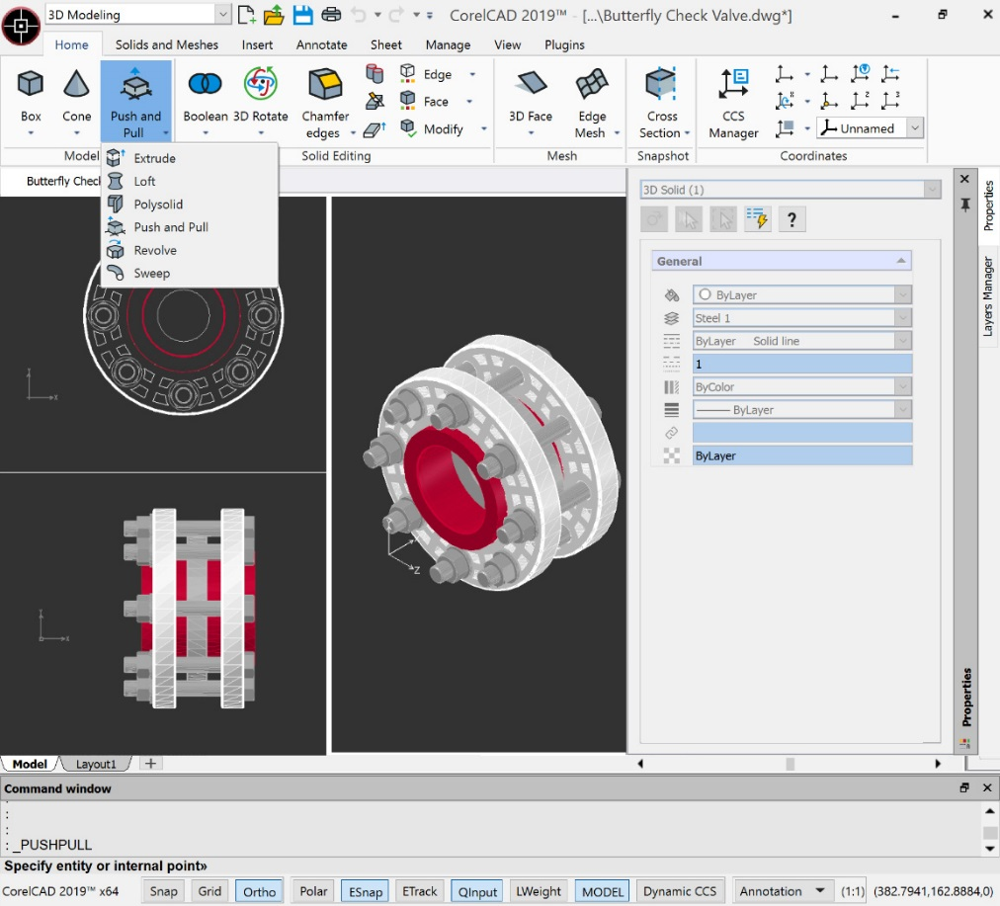 3D Modeling
CorelCAD 2019™ - [...\Butterfly Check Valve.dwg*]
Home Solids and Meshes Insert Annotate Sheet Manage View Plugins
Box
Cone
Push and
Pull
Boolean
3D Rotate
Chamfer
edges
Edge
Face
Modify
3D Face
Edge
Mesh
Cross
Section
CCS
Manager
Unnamed
Solid Editing
Mesh
Snapshot
Coordinates
Extrude
Loft
Polysolid
Push and Pull
Revolve
Sweep
3D Solid (1)
?
General
ByLayer
Steel 1
ByLayer Solid line
1
ByColor
ByLayer
ByLayer
Properties
Layers Manager
Properties
Z
Model Layout1 +
Command window
:
:
: _PUSHPULL
Specify entity or internal point»
CorelCAD 2019™ x64 Snap Grid Ortho Polar ESnap ETrack QInput LWeight MODEL Dynamic CCS Annotation (1:1) (382.7941,162.8884,0)